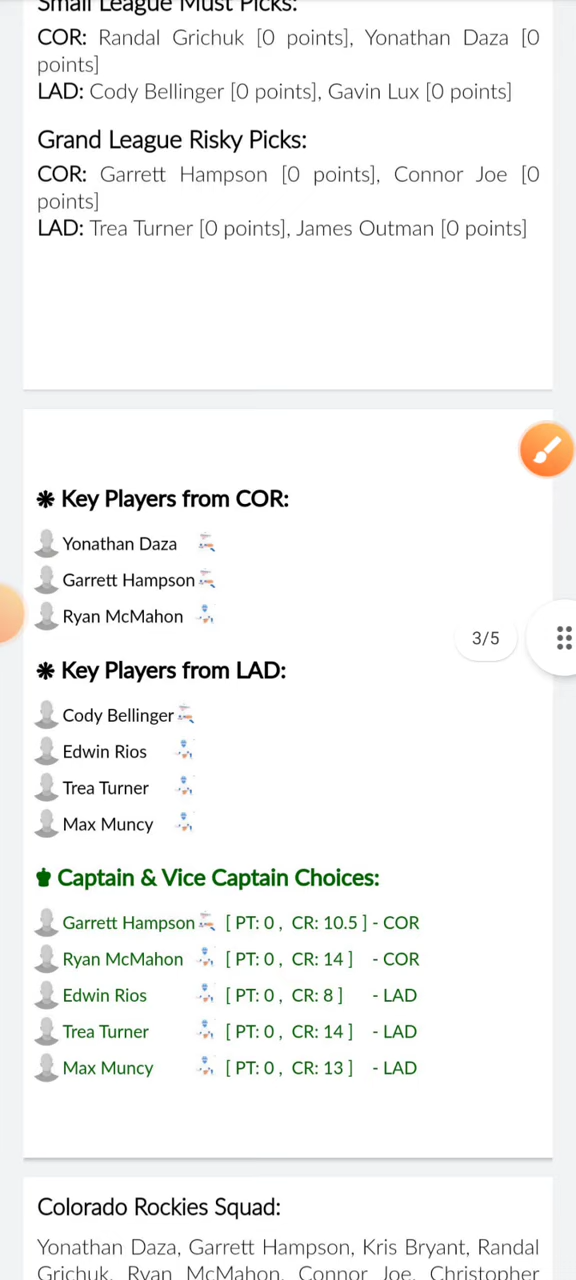 Small League Must Picks:
COR: Randal Grichuk [0 points], Yonathan Daza [0
points]
LAD: Cody Bellinger [0 points], Gavin Lux [0 points]
Grand League Risky Picks:
COR: Garrett Hampson [0 points], Connor Joe [0
points]
LAD: Trea Turner [0 points], James Outman [0 points]
Key Players from COR:
Yonathan Daza
Garrett Hampson
Ryan McMahon
3/5
Key Players from LAD:
Cody Bellinger
Edwin Rios
Trea Turner
Max Muncy
Captain & Vice Captain Choices:
Garrett Hampson [ PT: 0 , CR: 10.5 ] - COR
Ryan McMahon [ PT: 0 , CR: 14 ] - COR
Edwin Rios [ PT: 0 , CR: 8 ] - LAD
Trea Turner [ PT: 0 , CR: 14 ] - LAD
Max Muncy [ PT: 0 , CR: 13 ] - LAD
Colorado Rockies Squad:
Yonathan Daza, Garrett Hampson, Kris Bryant, Randal
Grichuk, Ryan McMahon, Connor Joe, Christopher